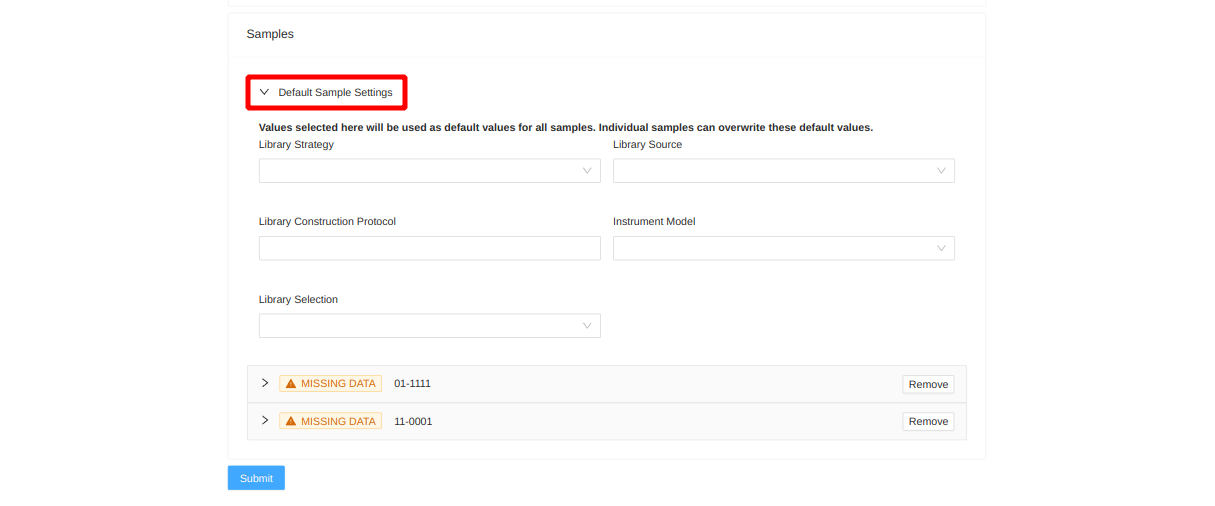 Samples
Default Sample Settings
Values selected here will be used as default values for all samples. Individual samples can overwrite these default values.
Library Strategy Library Source
Library Construction Protocol Instrument Model
Library Selection
MISSING DATA 01-1111 Remove
MISSING DATA 11-0001 Remove
Submit